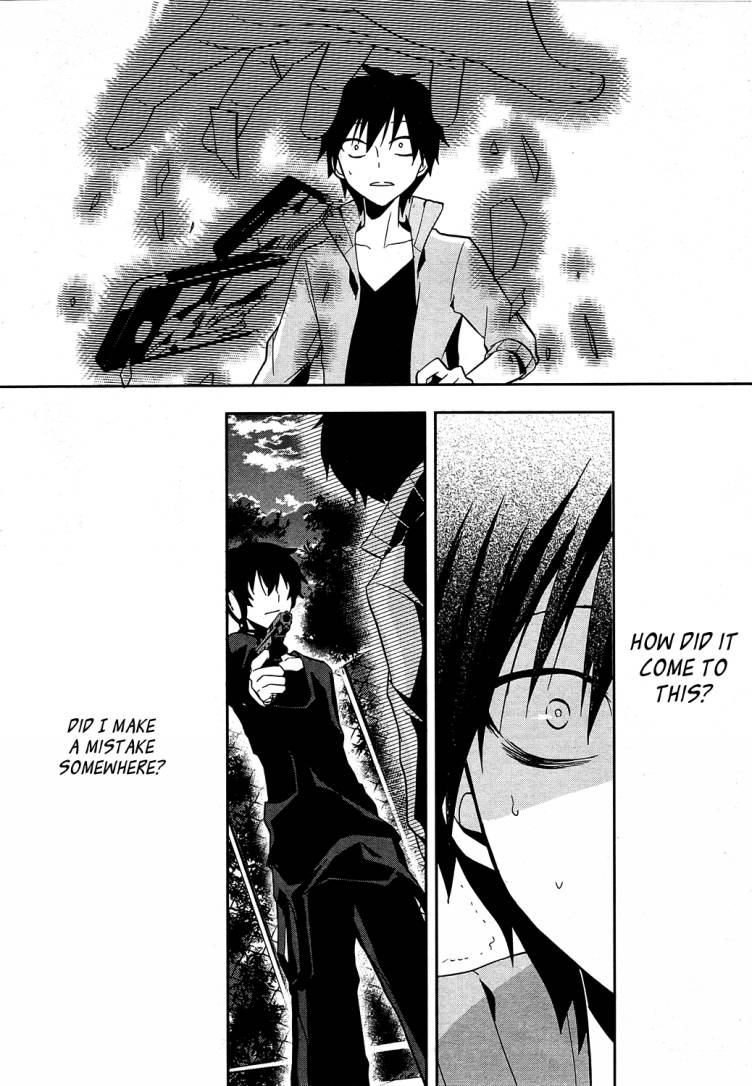 HOW DID IT
COME TO
THIS?
DID I MAKE
A MISTAKE
SOMEWHERE?